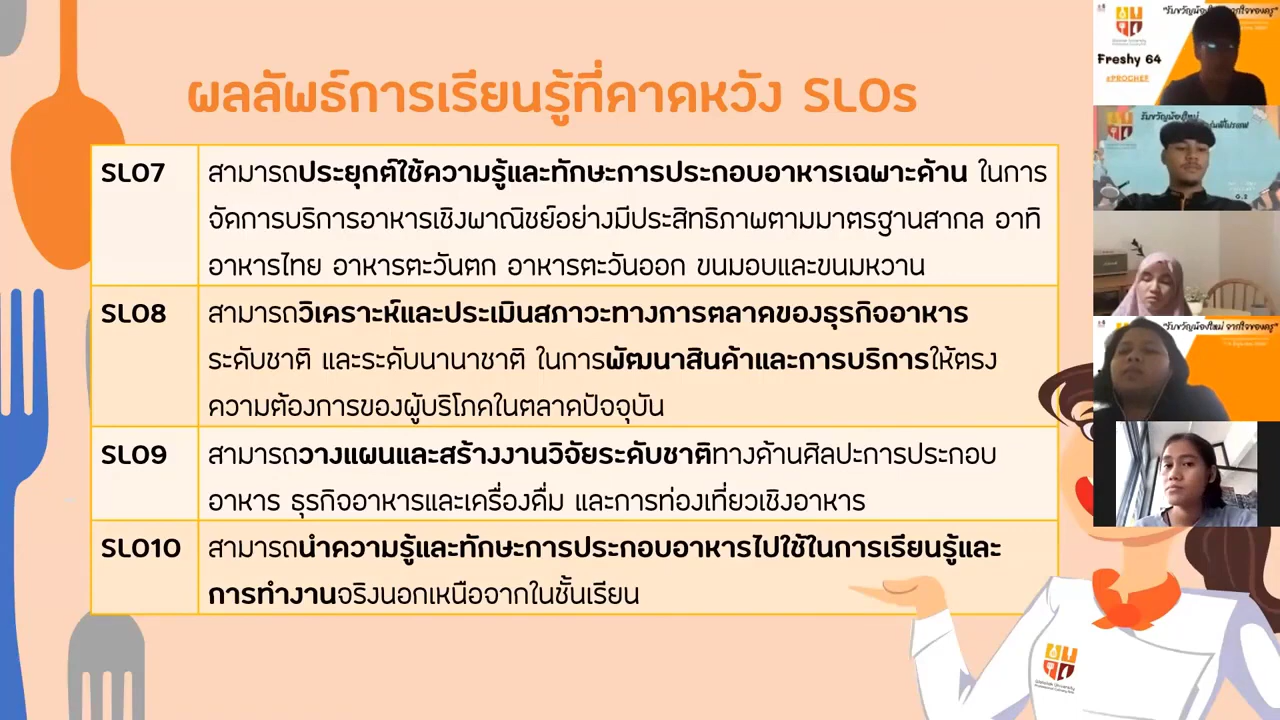 ผลลัพธ์การเรียนรู้ที่คาดหวัง SLOs
SLO7
สามารถประยุกต์ใช้ความรู้และทักษะการประกอบอาหารเฉพาะด้าน ในการ
จัดการบริการอาหารเชิงพาณิชย์อย่างมีประสิทธิภาพตามมาตรฐานสากล อาทิ
อาหารไทย อาหารตะวันตก อาหารตะวันออก ขนมอบและขนมหวาน
SLO8
สามารถวิเคราะห์และประเมินสภาวะทางการตลาดของธุรกิจอาหาร
ระดับชาติ และระดับนานาชาติ ในการพัฒนาสินค้าและการบริการให้ตรง
ความต้องการของผู้บริโภคในตลาดปัจจุบัน
SLO9
สามารถวางแผนและสร้างงานวิจัยระดับชาติทางด้านศิลปะการประกอบ
อาหาร ธุรกิจอาหารและเครื่องดื่ม และการท่องเที่ยวเชิงอาหาร
SLO10
สามารถนำความรู้และทักษะการประกอบอาหารไปใช้ในการเรียนรู้และ
การทำงานจริงนอกเหนือจากในชั้นเรียน
Freshy 64
#PROCHEF
รับขวัญน้องใหม่
"รับขวัญน้องใหม่ จากใจของครู"